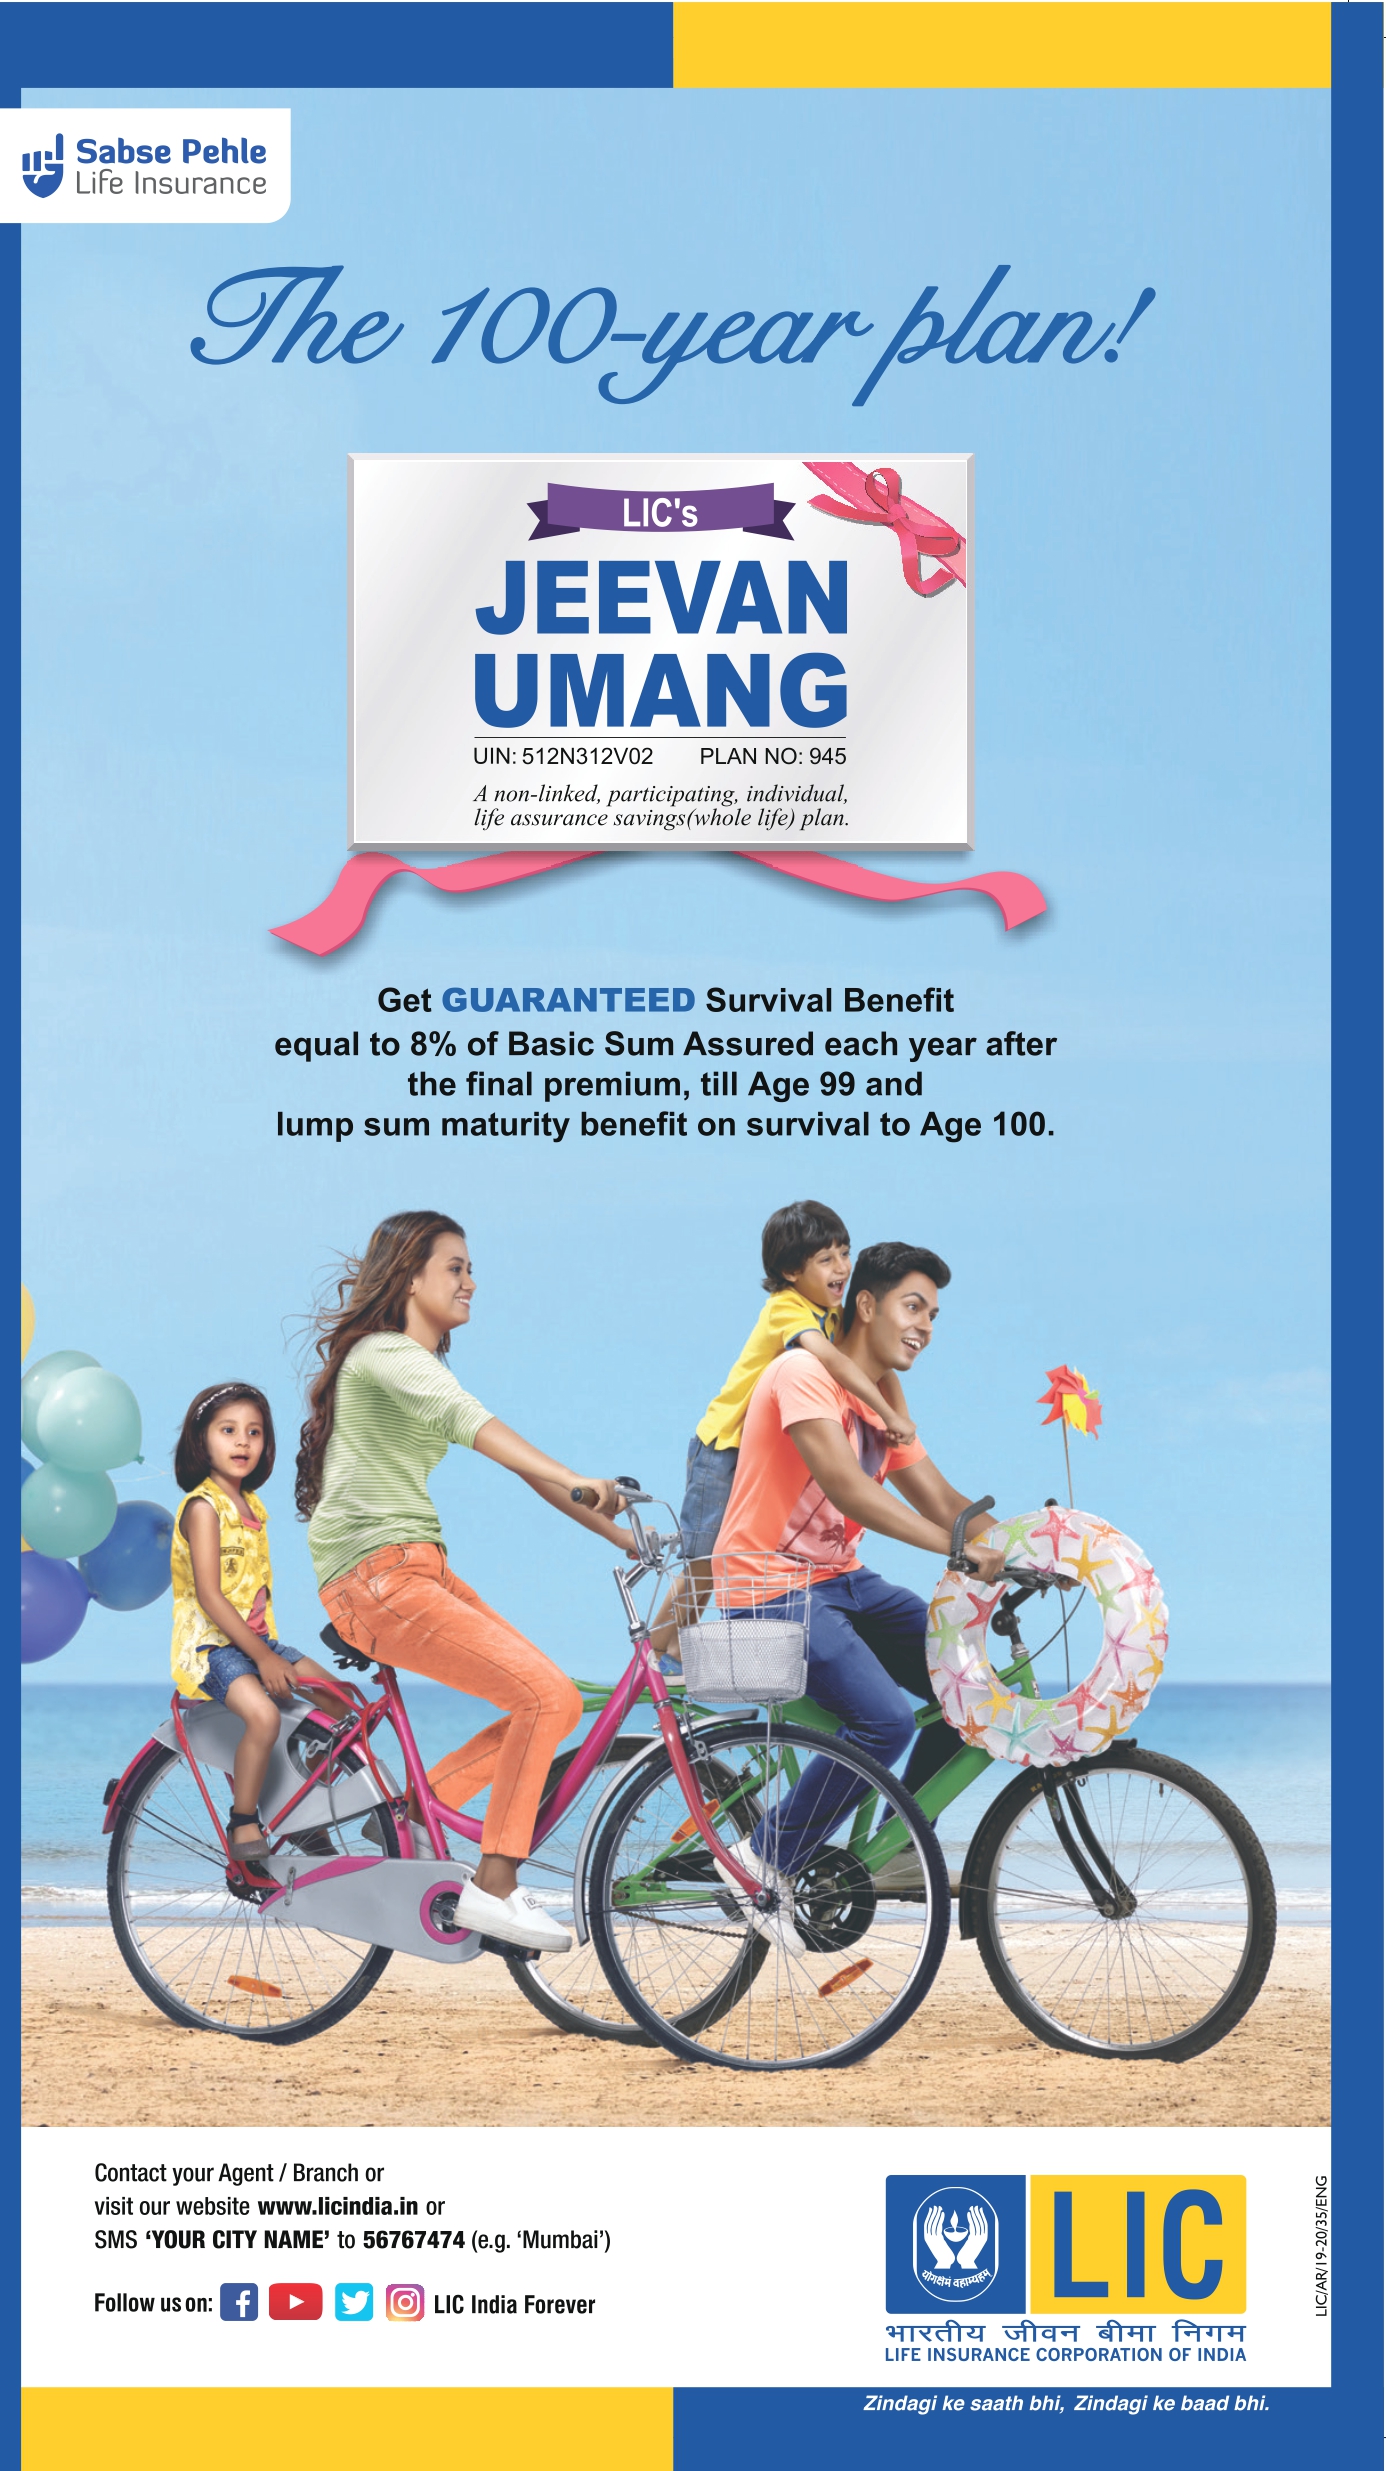 Sabse Pehle
Life Insurance
The 100-year plan!
LIC's
JEEVAN
UMANG
UIN: 512N312V02 PLAN NO: 945
A non-linked, participating, individual,
life assurance savings(whole life) plan.
Get GUARANTEED Survival Benefit
equal to 8% of Basic Sum Assured each year after
the final premium, till Age 99 and
lump sum maturity benefit on survival to Age 100.
Contact your Agent / Branch or
visit our website www.licindia.in or
SMS ‘YOUR CITY NAME’ to 56767474 (e.g. ‘Mumbai’)
Follow us on: LIC India Forever
योगक्षेमं वहाम्यहम्
LIC
भारतीय जीवन बीमा निगम
LIFE INSURANCE CORPORATION OF INDIA
LIC/AR/19-20/35/ENG
Zindagi ke saath bhi, Zindagi ke baad bhi.